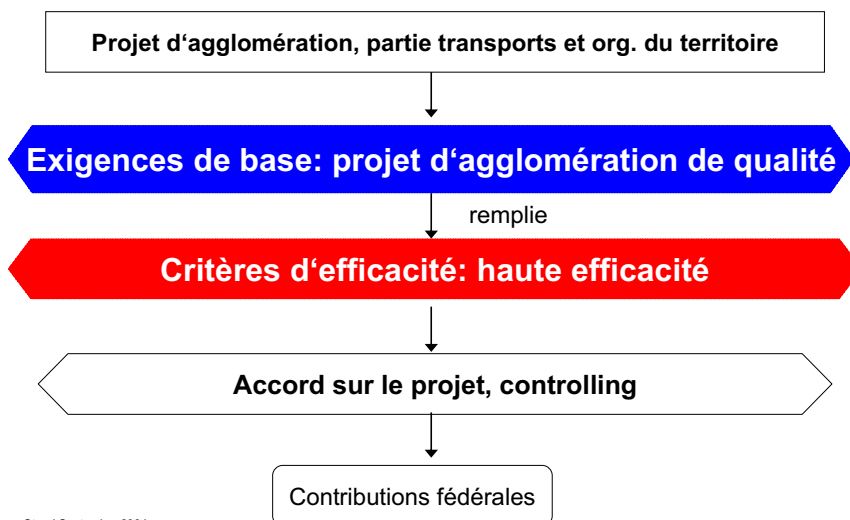 Projet d‘agglomération, partie transports et org. du territoire
Exigences de base: projet d‘agglomération de qualité
remplie
Critères d‘efficacité: haute efficacité
Accord sur le projet, controlling
Contributions fédérales